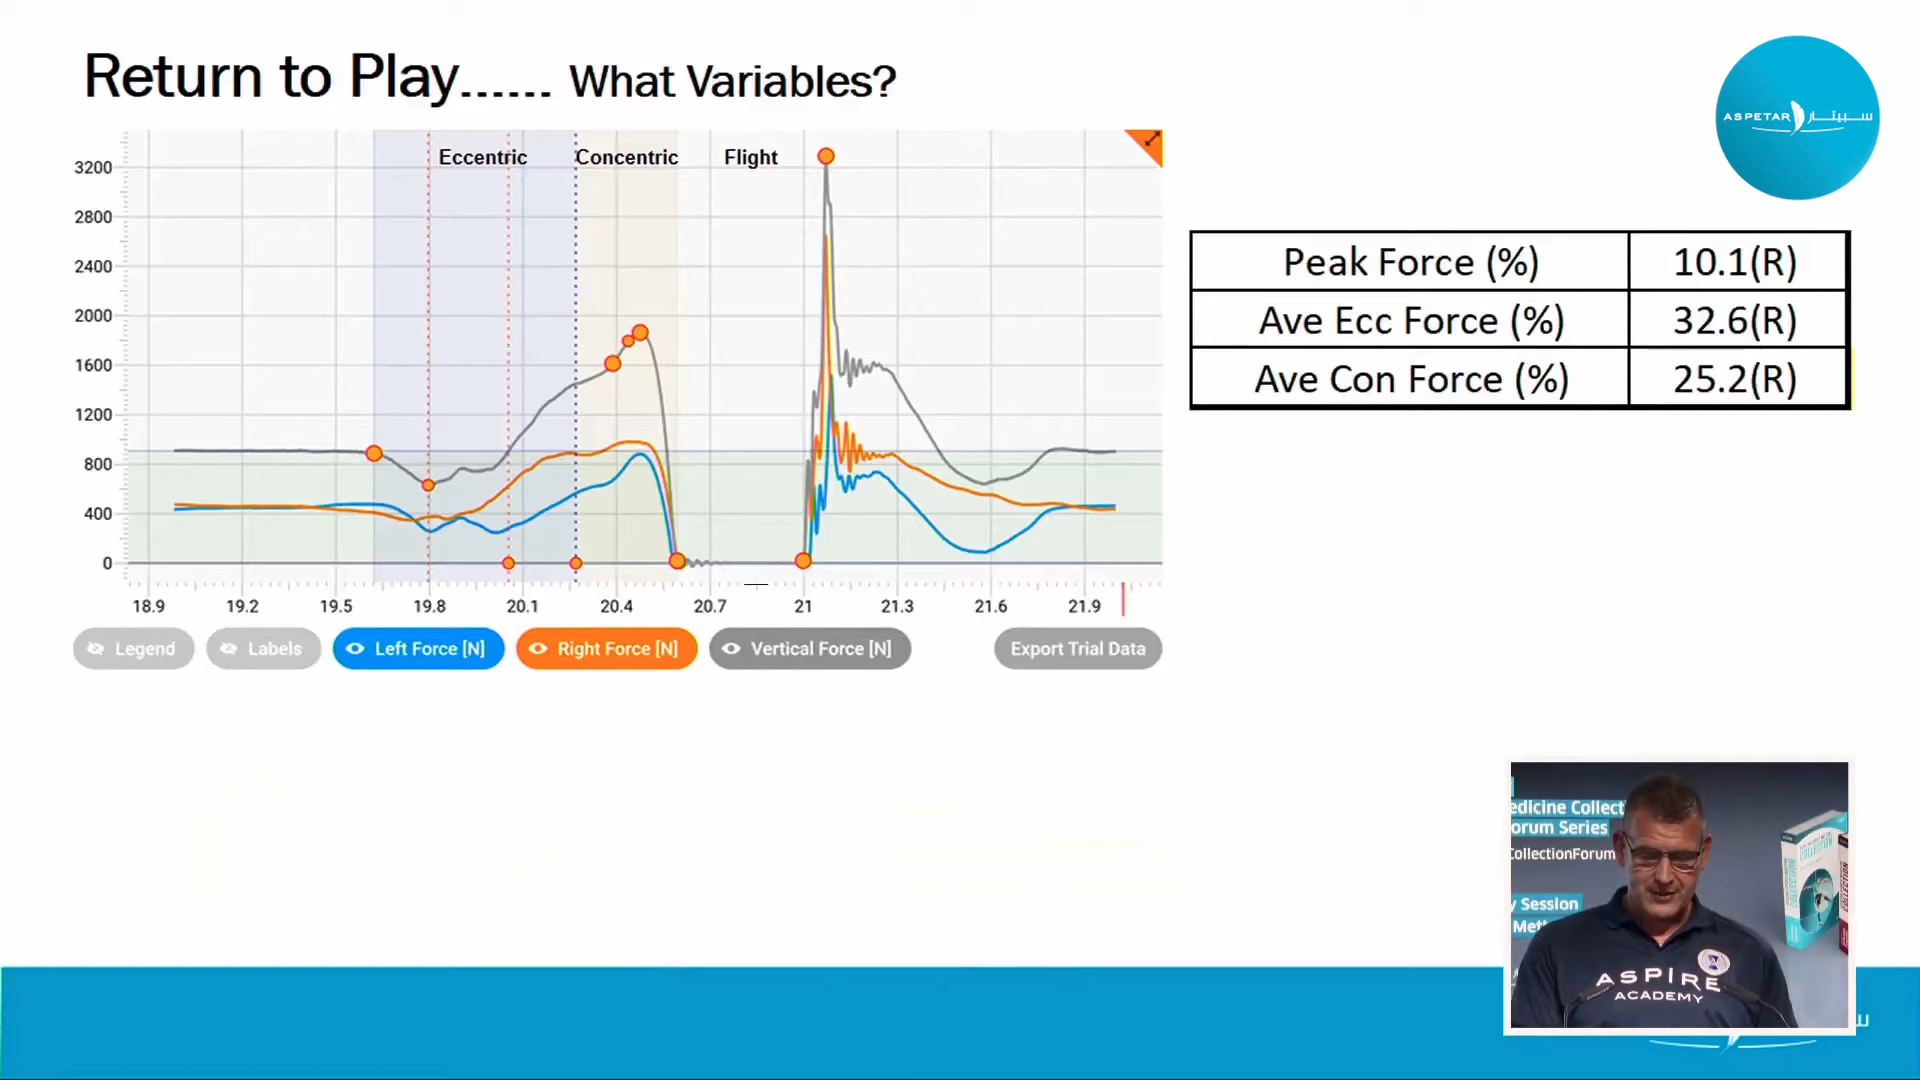 Return to Play...... What Variables?
ASPETAR سبيتار
Eccentric Concentric Flight
3200
2800
2400
2000
1600
1200
800
400
0
18.9 19.2 19.5 19.8 20.1 20.4 20.7 21 21.3 21.6 21.9
Legend Labels Left Force [N] Right Force [N] Vertical Force [N] Export Trial Data
Peak Force (%) 10.1(R)
Ave Ecc Force (%) 32.6(R)
Ave Con Force (%) 25.2(R)
edicine Collect
orum Series
CollectionForum
y Session
Met
COLLECTION
ASPIRE
ACADEMY